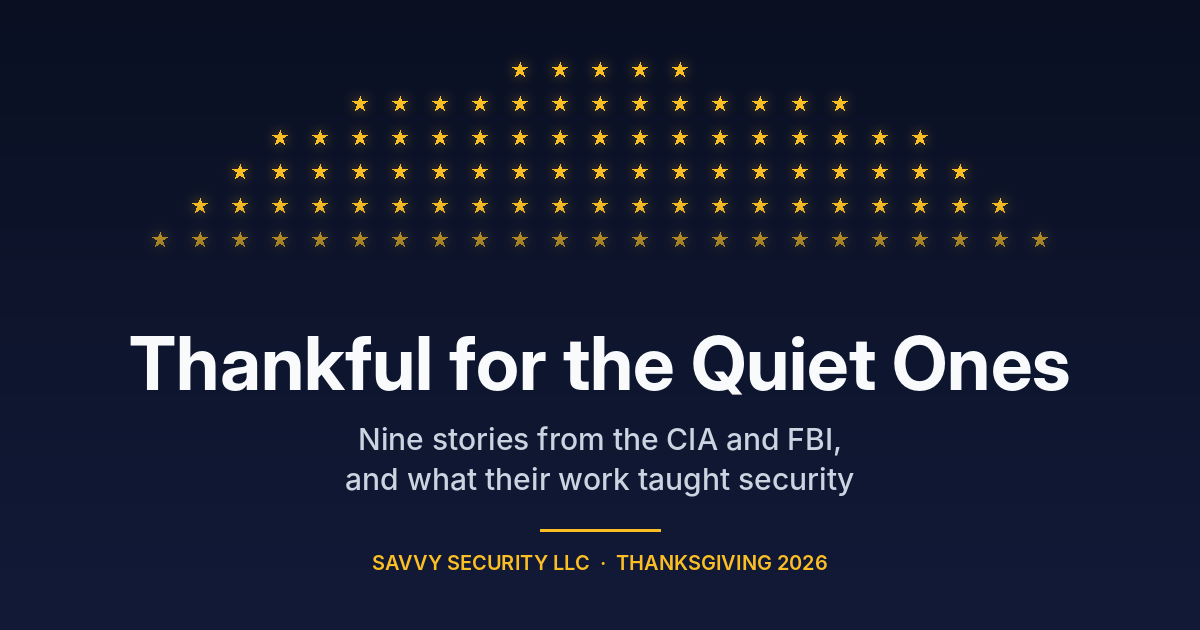 Thankful for the Quiet Ones
Nine stories from the CIA and FBI,
and what their work taught security
SAVVY SECURITY LLC · THANKSGIVING 2026